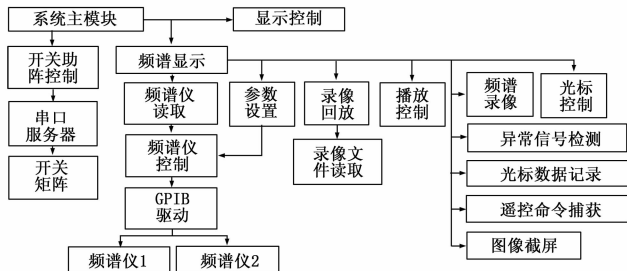 系统主模块
显示控制
开关助
阵控制
频谱显示
频谱仪
读取
参数
设置
录像
回放
播放
控制
频谱
录像
光标
控制
串口
服务器
频谱仪
控制
录像文
件读取
异常信号检测
开关
矩阵
光标数据记录
GPIB
驱动
遥控命令捕获
图像截屏
频谱仪1
频谱仪2